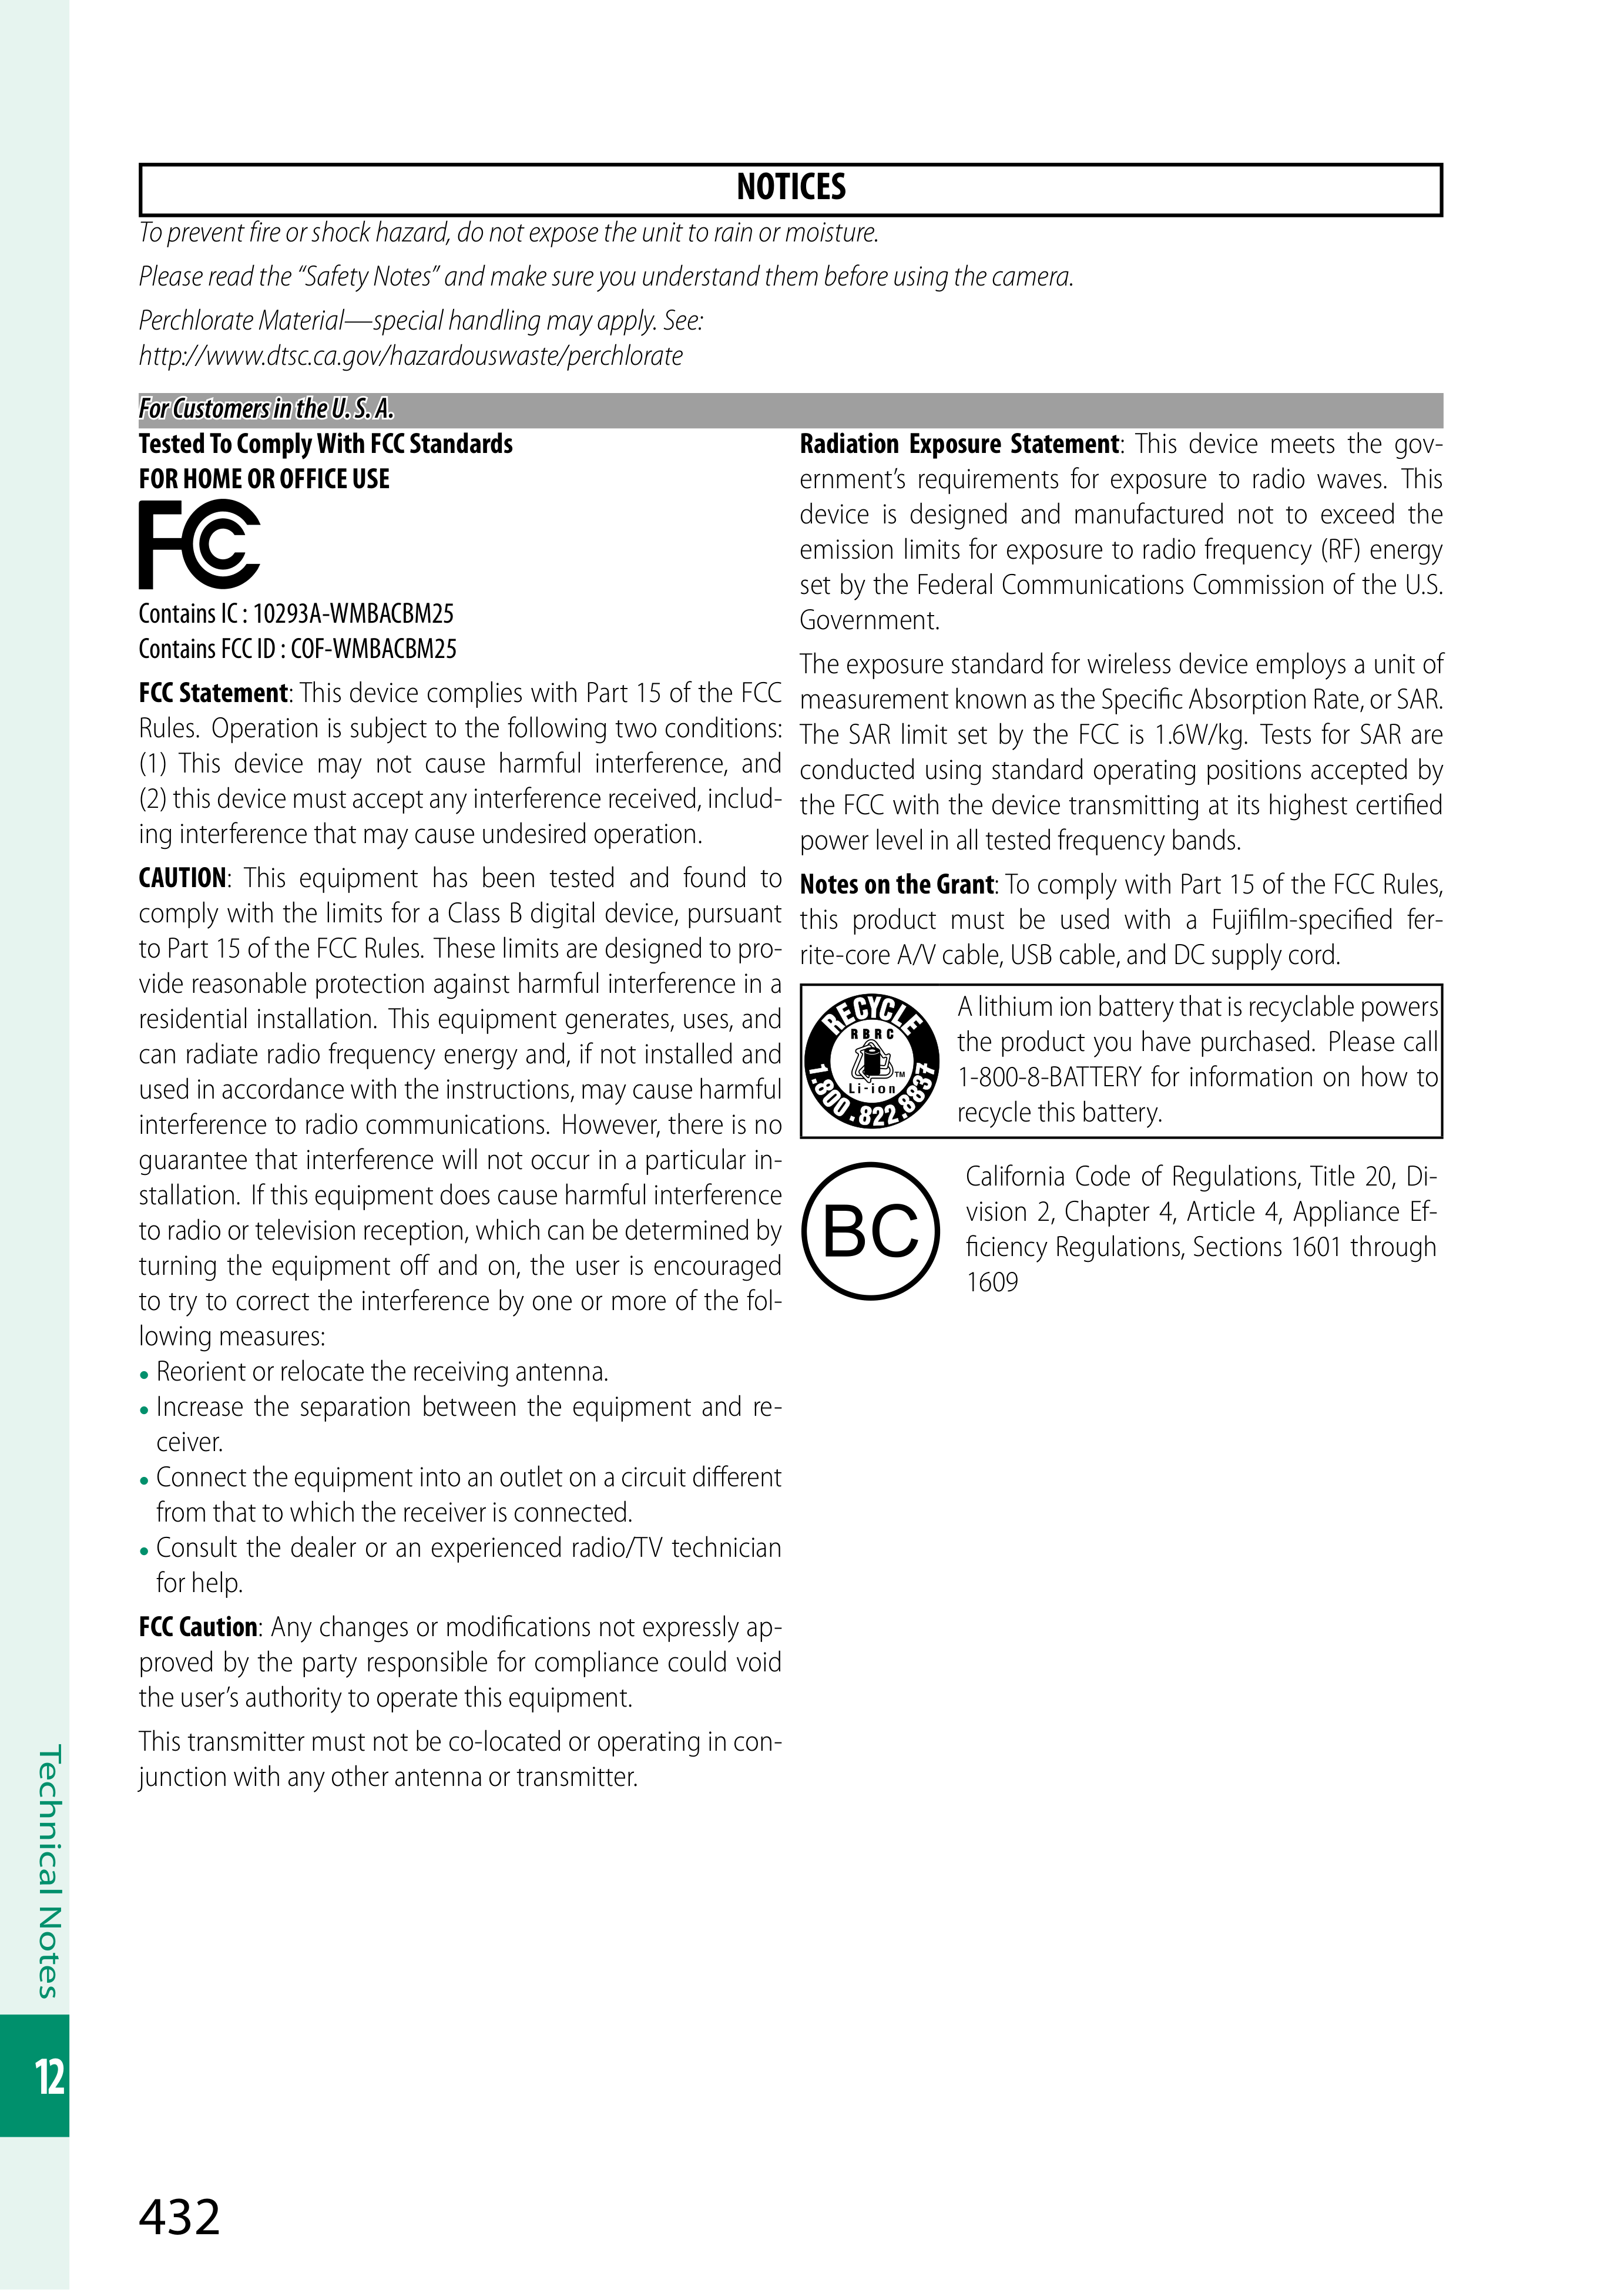 NOTICES
To prevent fire or shock hazard, do not expose the unit to rain or moisture.
Please read the “Safety Notes” and make sure you understand them before using the camera.
Perchlorate Material—special handling may apply. See:
http://www.dtsc.ca.gov/hazardouswaste/perchlorate
For Customers in the U. S. A.
Tested To Comply With FCC Standards
FOR HOME OR OFFICE USE
FCC
Contains IC : 10293A-WMBACBM25
Contains FCC ID : COF-WMBACBM25
FCC Statement: This device complies with Part 15 of the FCC
Rules. Operation is subject to the following two conditions:
(1) This device may not cause harmful interference, and
(2) this device must accept any interference received, includ-
ing interference that may cause undesired operation.
CAUTION: This equipment has been tested and found to
comply with the limits for a Class B digital device, pursuant
to Part 15 of the FCC Rules. These limits are designed to pro-
vide reasonable protection against harmful interference in a
residential installation. This equipment generates, uses, and
can radiate radio frequency energy and, if not installed and
used in accordance with the instructions, may cause harmful
interference to radio communications. However, there is no
guarantee that interference will not occur in a particular in-
stallation. If this equipment does cause harmful interference
to radio or television reception, which can be determined by
turning the equipment off and on, the user is encouraged
to try to correct the interference by one or more of the fol-
lowing measures:
• Reorient or relocate the receiving antenna.
• Increase the separation between the equipment and re-
ceiver.
• Connect the equipment into an outlet on a circuit different
from that to which the receiver is connected.
• Consult the dealer or an experienced radio/TV technician
for help.
FCC Caution: Any changes or modifications not expressly ap-
proved by the party responsible for compliance could void
the user’s authority to operate this equipment.
This transmitter must not be co-located or operating in con-
junction with any other antenna or transmitter.
Radiation Exposure Statement: This device meets the gov-
ernment’s requirements for exposure to radio waves. This
device is designed and manufactured not to exceed the
emission limits for exposure to radio frequency (RF) energy
set by the Federal Communications Commission of the U.S.
Government.
The exposure standard for wireless device employs a unit of
measurement known as the Specific Absorption Rate, or SAR.
The SAR limit set by the FCC is 1.6W/kg. Tests for SAR are
conducted using standard operating positions accepted by
the FCC with the device transmitting at its highest certified
power level in all tested frequency bands.
Notes on the Grant: To comply with Part 15 of the FCC Rules,
this product must be used with a Fujifilm-specified fer-
rite-core A/V cable, USB cable, and DC supply cord.
RECYCLE
RBRC
TM
Li-ion
1.800.822.8837
A lithium ion battery that is recyclable powers
the product you have purchased. Please call
1-800-8-BATTERY for information on how to
recycle this battery.
BC
California Code of Regulations, Title 20, Di-
vision 2, Chapter 4, Article 4, Appliance Ef-
ficiency Regulations, Sections 1601 through
1609
Technical Notes
12
432